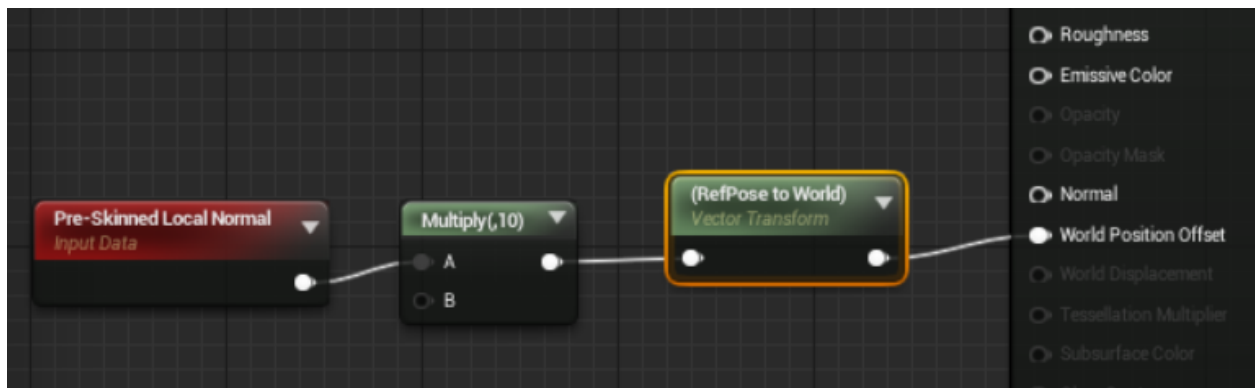 Pre-Skinned Local Normal
Input Data
Multiply(,10)
A
B
(RefPose to World)
Vector Transform
Roughness
Emissive Color
Opacity
Opacity Mask
Normal
World Position Offset
World Displacement
Tessellation Multiplier
Subsurface Color